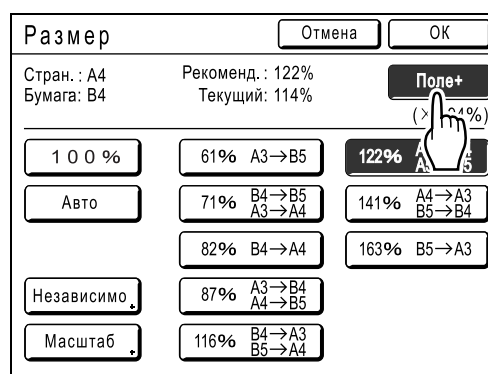 Размер
Отмена
ОК
Стран. : A4
Бумага: B4
Рекоменд. : 122%
Текущий: 114%
Поле+
100%
61% A3→B5
122%
Авто
71% B4→B5
A3→A4
141% A4→A3
B5→B4
82% B4→A4
163% B5→A3
Независимо
87% A3→B4
A4→B5
Масштаб
116% B4→A3
B5→A4